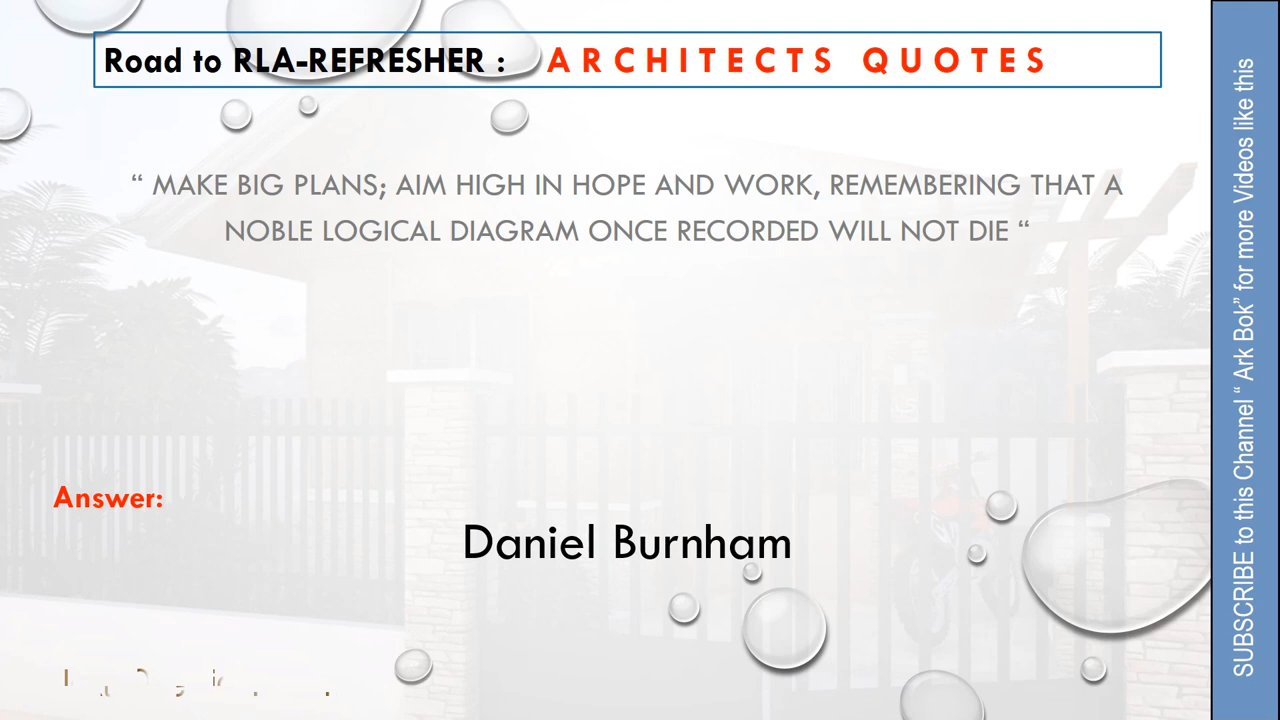 Road to RLA-REFRESHER : ARCHITECTS QUOTES
“ MAKE BIG PLANS; AIM HIGH IN HOPE AND WORK, REMEMBERING THAT A
NOBLE LOGICAL DIAGRAM ONCE RECORDED WILL NOT DIE “
Answer:
Daniel Burnham
SUBSCRIBE to this Channel “ Ark Bok” for more Videos like this